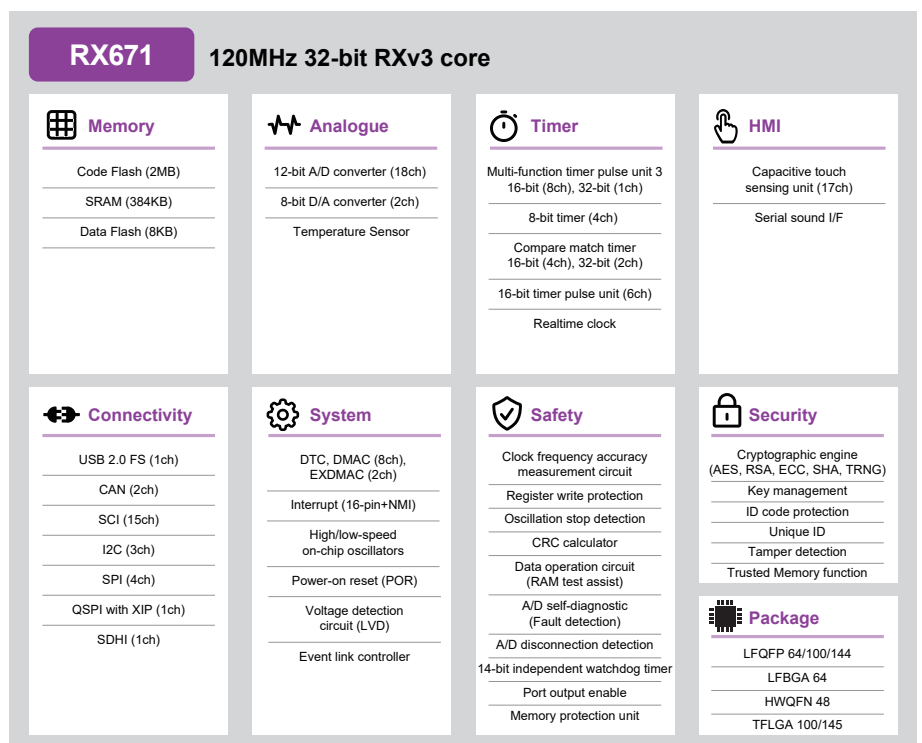 RX671
120MHz 32-bit RXv3 core
Memory
Code Flash (2MB)
SRAM (384KB)
Data Flash (8KB)
Analogue
12-bit A/D converter (18ch)
8-bit D/A converter (2ch)
Temperature Sensor
Timer
Multi-function timer pulse unit 3
16-bit (8ch), 32-bit (1ch)
8-bit timer (4ch)
Compare match timer
16-bit (4ch), 32-bit (2ch)
16-bit timer pulse unit (6ch)
Realtime clock
HMI
Capacitive touch
sensing unit (17ch)
Serial sound I/F
Connectivity
USB 2.0 FS (1ch)
CAN (2ch)
SCI (15ch)
I2C (3ch)
SPI (4ch)
QSPI with XIP (1ch)
SDHI (1ch)
System
DTC, DMAC (8ch),
EXDMAC (2ch)
Interrupt (16-pin+NMI)
High/low-speed
on-chip oscillators
Power-on reset (POR)
Voltage detection
circuit (LVD)
Event link controller
Safety
Clock frequency accuracy
measurement circuit
Register write protection
Oscillation stop detection
CRC calculator
Data operation circuit
(RAM test assist)
A/D self-diagnostic
(Fault detection)
A/D disconnection detection
14-bit independent watchdog timer
Port output enable
Memory protection unit
Security
Cryptographic engine
(AES, RSA, ECC, SHA, TRNG)
Key management
ID code protection
Unique ID
Tamper detection
Trusted Memory function
Package
LFQFP 64/100/144
LFBGA 64
HWQFN 48
TFLGA 100/145